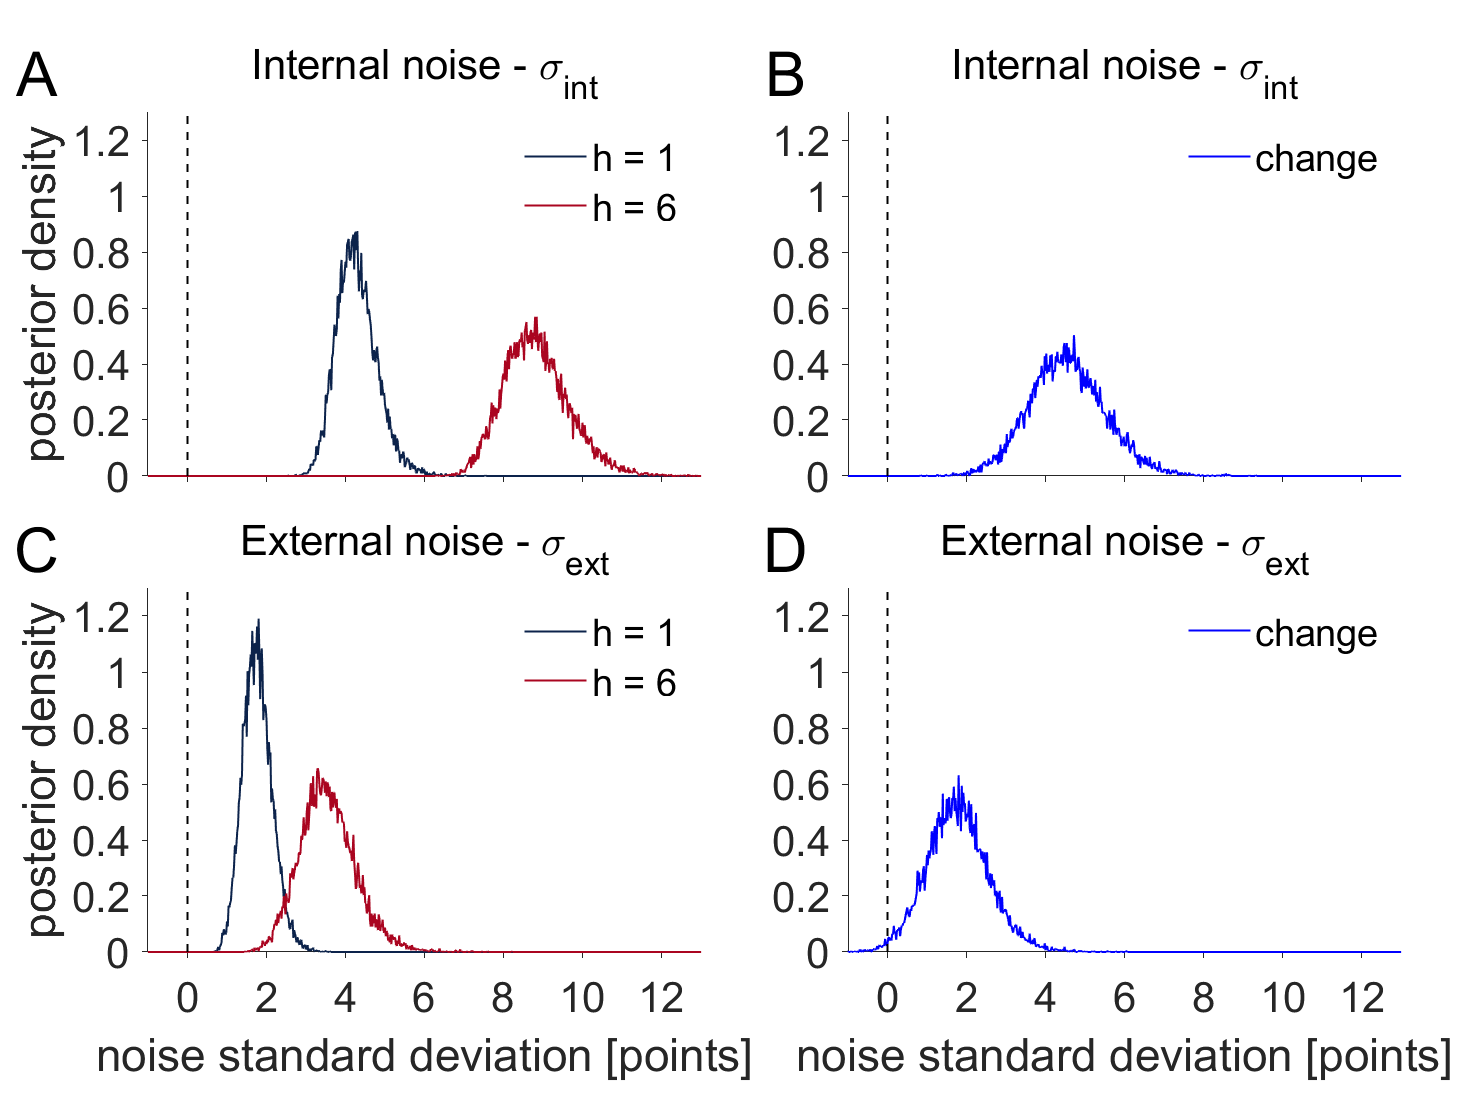 A
Internal noise - σint
B
Internal noise - σint
posterior density
1.2
1
0.8
0.6
0.4
0.2
0
h = 1
h = 6
1.2
1
0.8
0.6
0.4
0.2
0
change
C
External noise - σext
D
External noise - σext
posterior density
1.2
1
0.8
0.6
0.4
0.2
0
h = 1
h = 6
1.2
1
0.8
0.6
0.4
0.2
0
change
0 2 4 6 8 10 12
0 2 4 6 8 10 12
noise standard deviation [points]
noise standard deviation [points]